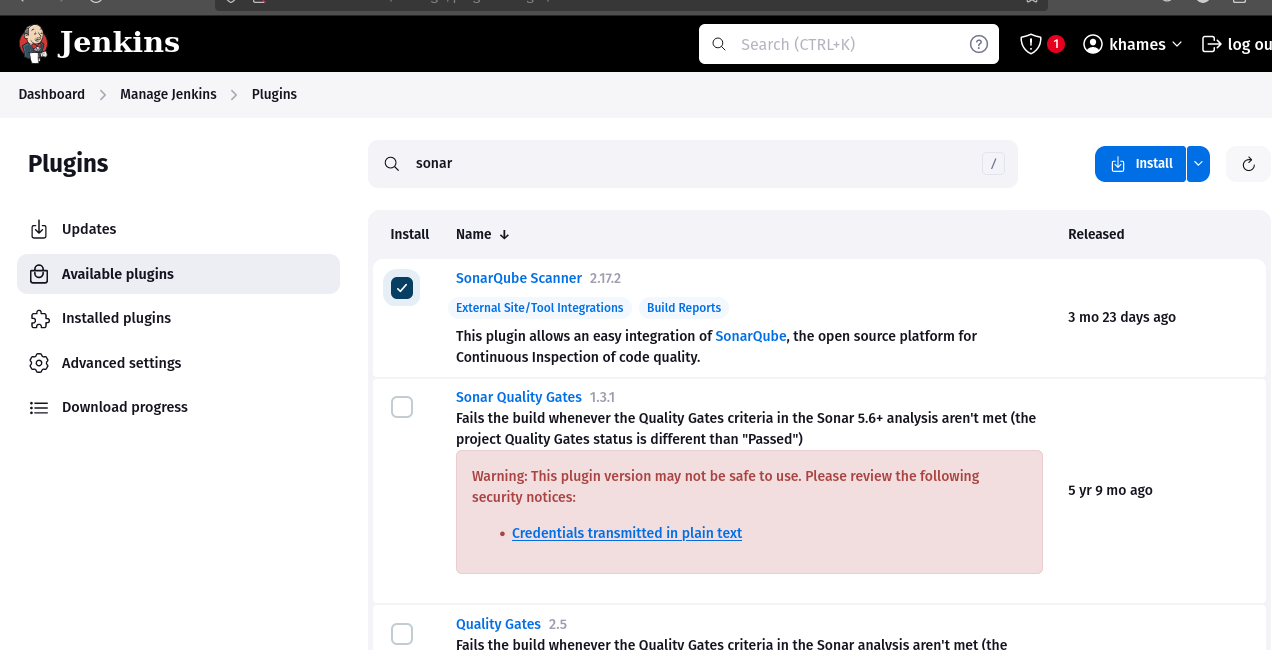 Jenkins
Search (CTRL+K)
1
khames
log ou
Dashboard
Manage Jenkins
Plugins
Plugins
sonar
/
Install
Updates
Available plugins
Installed plugins
Advanced settings
Download progress
Install Name ↓ Released
SonarQube Scanner 2.17.2
External Site/Tool Integrations Build Reports
This plugin allows an easy integration of SonarQube, the open source platform for
Continuous Inspection of code quality.
3 mo 23 days ago
Sonar Quality Gates 1.3.1
Fails the build whenever the Quality Gates criteria in the Sonar 5.6+ analysis aren't met (the
project Quality Gates status is different than "Passed")
Warning: This plugin version may not be safe to use. Please review the following
security notices:
• Credentials transmitted in plain text
5 yr 9 mo ago
Quality Gates 2.5
Fails the build whenever the Quality Gates criteria in the Sonar analysis aren't met (the